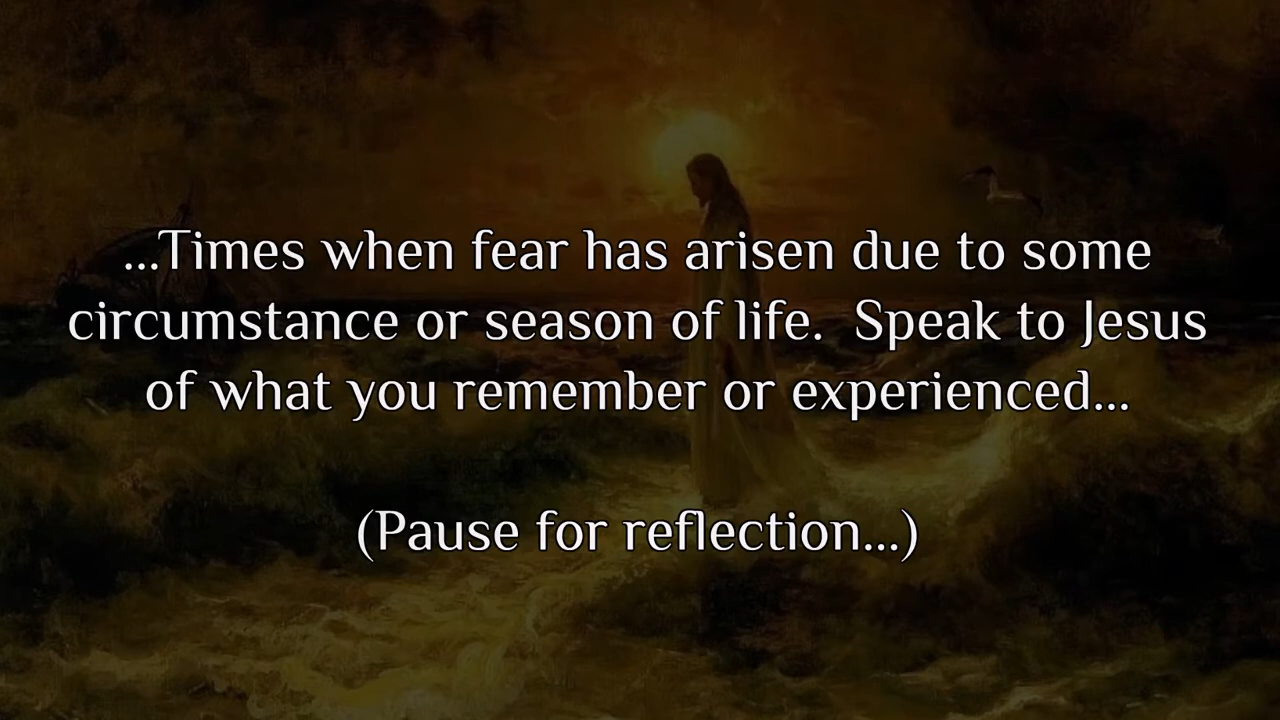 ...Times when fear has arisen due to some
circumstance or season of life.  Speak to Jesus
of what you remember or experienced...
(Pause for reflection...)